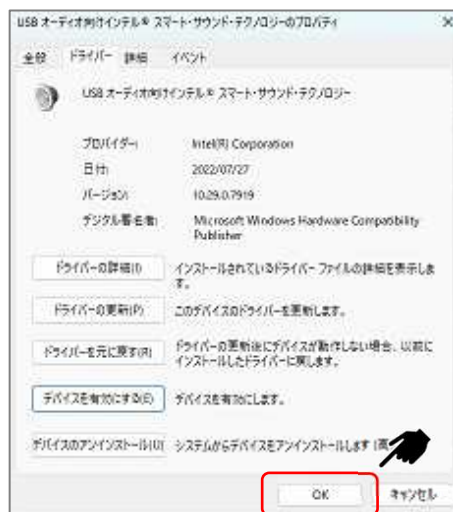 USB オーディオ向けインテル® スマート・サウンド・テクノロジーのプロパティ
全般 ドライバー 詳細 イベント
USB オーディオ向けインテル® スマート・サウンド・テクノロジー
プロバイダー: Intel(R) Corporation
日付: 2022/07/27
バージョン: 10.29.0.7919
デジタル署名者: Microsoft Windows Hardware Compatibility
Publisher
ドライバーの詳細(I) インストールされているドライバー ファイルの詳細を表示しま
す。
ドライバーの更新(P) このデバイスのドライバーを更新します。
ドライバーを元に戻す(R) ドライバーの更新後にデバイスが動作しない場合、以前に
インストールしたドライバーに戻します。
デバイスを有効にする(E) デバイスを有効にします。
デバイスのアンインストール(U) システムからデバイスをアンインストールします (高
OK キャンセル